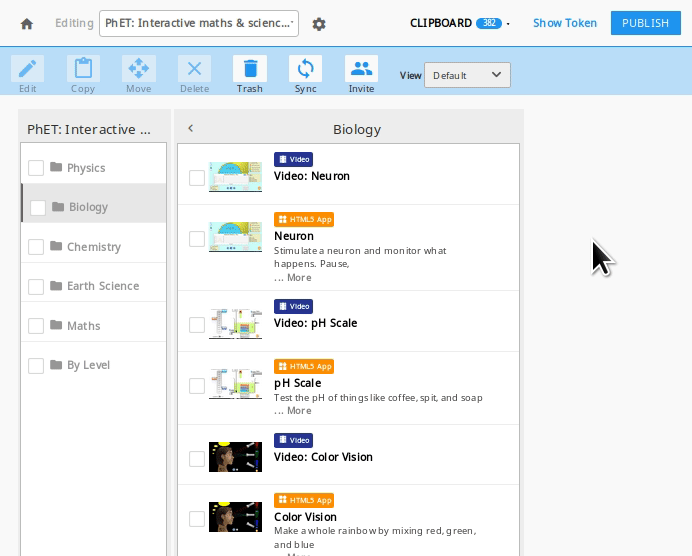 Editing PhET: Interactive maths & scienc... CLIPBOARD 382 Show Token PUBLISH
Edit Copy Move Delete Trash Sync Invite View Default
PhET: Interactive ...
Physics
Biology
Chemistry
Earth Science
Maths
By Level
Biology
Video
Video: Neuron
HTML5 App
Neuron
Stimulate a neuron and monitor what
happens. Pause,
... More
Video
Video: pH Scale
HTML5 App
pH Scale
Test the pH of things like coffee, spit, and soap
... More
Video
Video: Color Vision
HTML5 App
Color Vision
Make a whole rainbow by mixing red, green,
and blue
... More